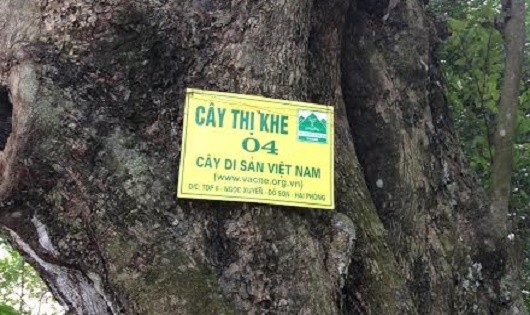 CÂY THỊ KHE
04
CÂY DI SẢN VIỆT NAM
(www.vacne.org.vn)
Đ/C: TDP 6 - NGỌC XUYÊN - ĐỒ SƠN - HẢI PHÒNG